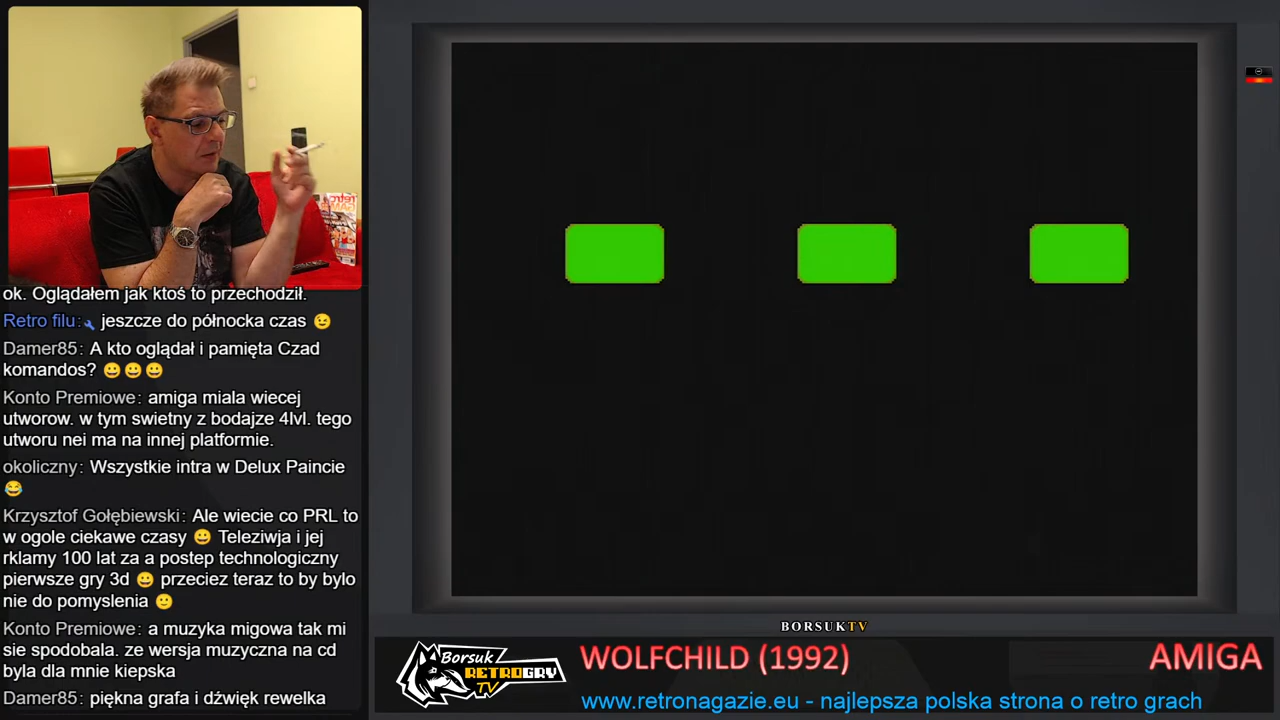 ok. Oglądałem jak ktoś to przechodził.
Retro filu: jeszcze do północka czas 😉
Damer85: A kto oglądał i pamięta Czad
komandos? 😀😀😀
Konto Premiowe: amiga miala wiecej
utworow. w tym swietny z bodajze 4lvl. tego
utworu nei ma na innej platformie.
okoliczny: Wszystkie intra w Delux Paincie
😂
Krzysztof Gołębiewski: Ale wiecie co PRL to
w ogole ciekawe czasy 😀 Teleziwja i jej
rklamy 100 lat za a postep technologiczny
pierwsze gry 3d 😀 przeciez teraz to by bylo
nie do pomyslenia 🙂
Konto Premiowe: a muzyka migowa tak mi
sie spodobala. ze wersja muzyczna na cd
byla dla mnie kiepska
Damer85: piękna grafa i dźwięk rewelka
BORSUKTV
Borsuk
RETROGRY
TV
WOLFCHILD (1992)
AMIGA
www.retronagazie.eu - najlepsza polska strona o retro grach